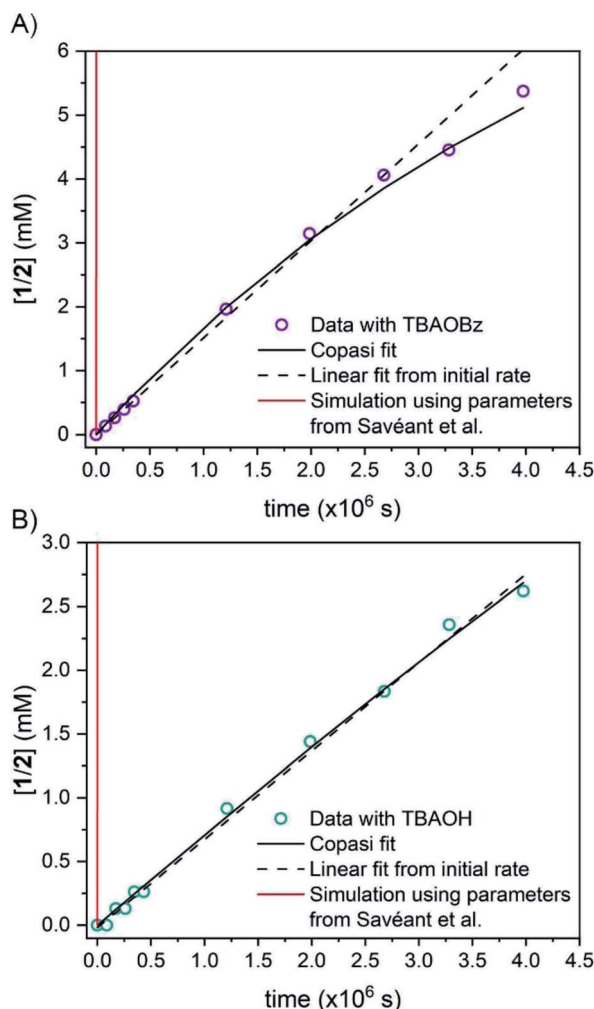 A)
6
5
4
3
2
1
0
[1/2] (mM)
Data with TBAOBz
Copasi fit
Linear fit from initial rate
Simulation using parameters
from Savéant et al.
0.0 0.5 1.0 1.5 2.0 2.5 3.0 3.5 4.0 4.5
time (x10⁶ s)
B)
3.0
2.5
2.0
1.5
1.0
0.5
0.0
[1/2] (mM)
Data with TBAOH
Copasi fit
Linear fit from initial rate
Simulation using parameters
from Savéant et al.
0.0 0.5 1.0 1.5 2.0 2.5 3.0 3.5 4.0 4.5
time (x10⁶ s)